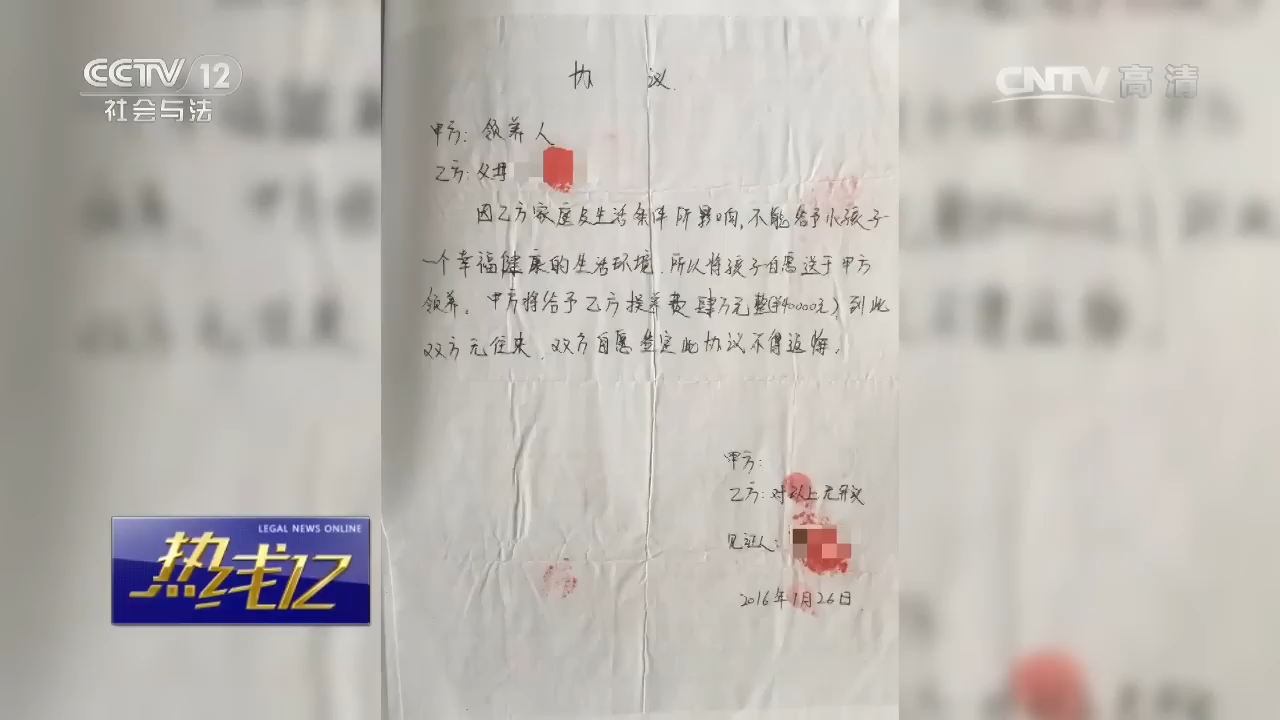 CCTV 12
社会与法
CNTV 高清
协 议.
甲方: 领养人
乙方: 父母
因乙方家庭及生活条件所影响,不能给予小孩子
一个幸福健康的生活环境.所以将孩子自愿送于甲方
领养。甲方将给予乙方抚养费肆万元整(¥40000元),到此
双方无往来.双方自愿签定此协议不得返悔.
甲方:
乙方: 对以上无异议
见证人:
2016年1月26日
LEGAL NEWS ONLINE
热线12